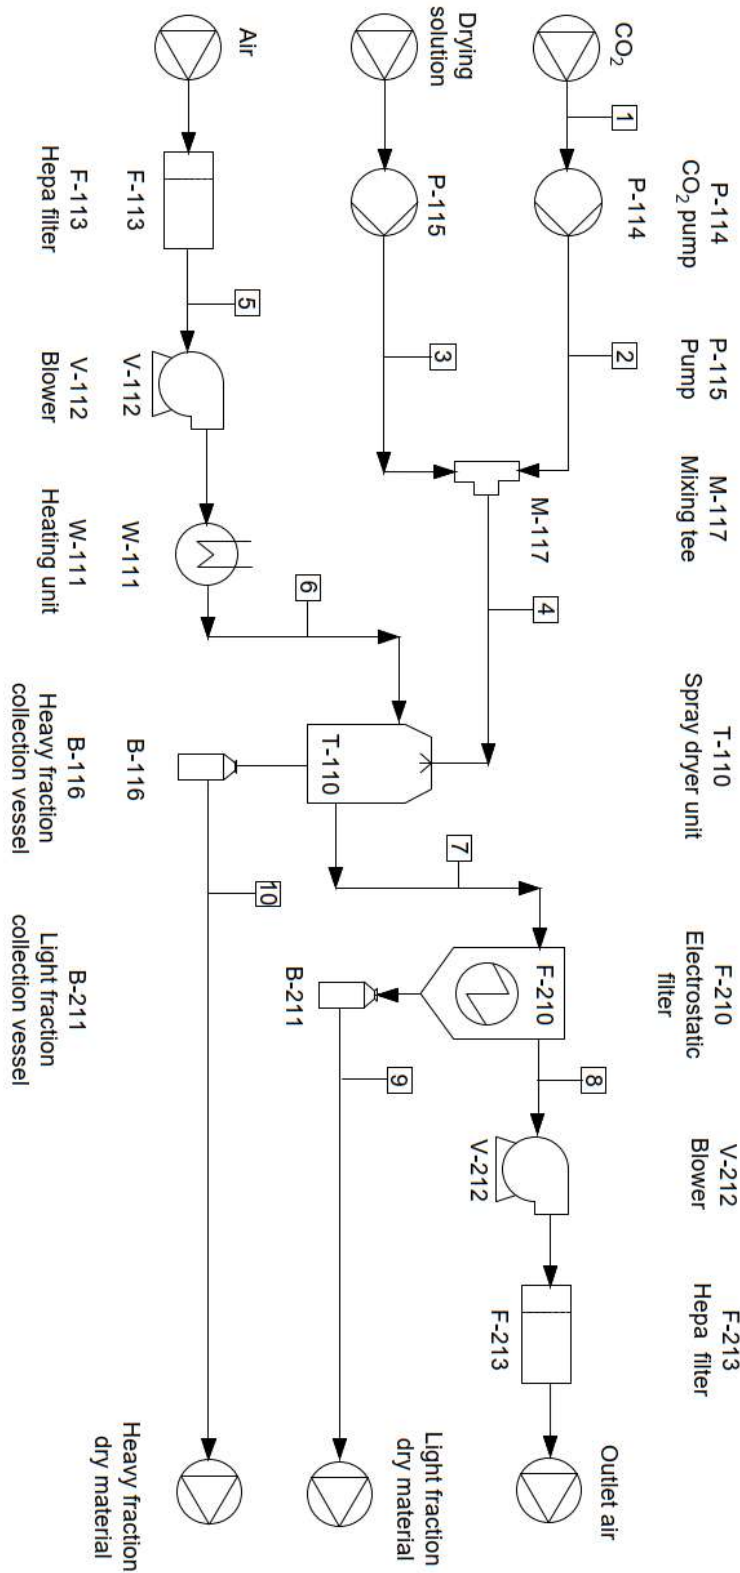 P-114
CO₂ pump
P-115
Pump
M-117
Mixing tee
T-110
Spray dryer unit
F-210
Electrostatic
filter
V-212
Blower
F-213
Hepa filter
CO₂
1
P-114
2
Drying
solution
P-115
3
M-117
4
T-110
7
F-210
8
V-212
F-213
Outlet air
Air
F-113
5
V-112
W-111
6
B-116
10
B-211
9
Light fraction
dry material
Heavy fraction
dry material
F-113
Hepa filter
V-112
Blower
W-111
Heating unit
B-116
Heavy fraction
collection vessel
B-211
Light fraction
collection vessel